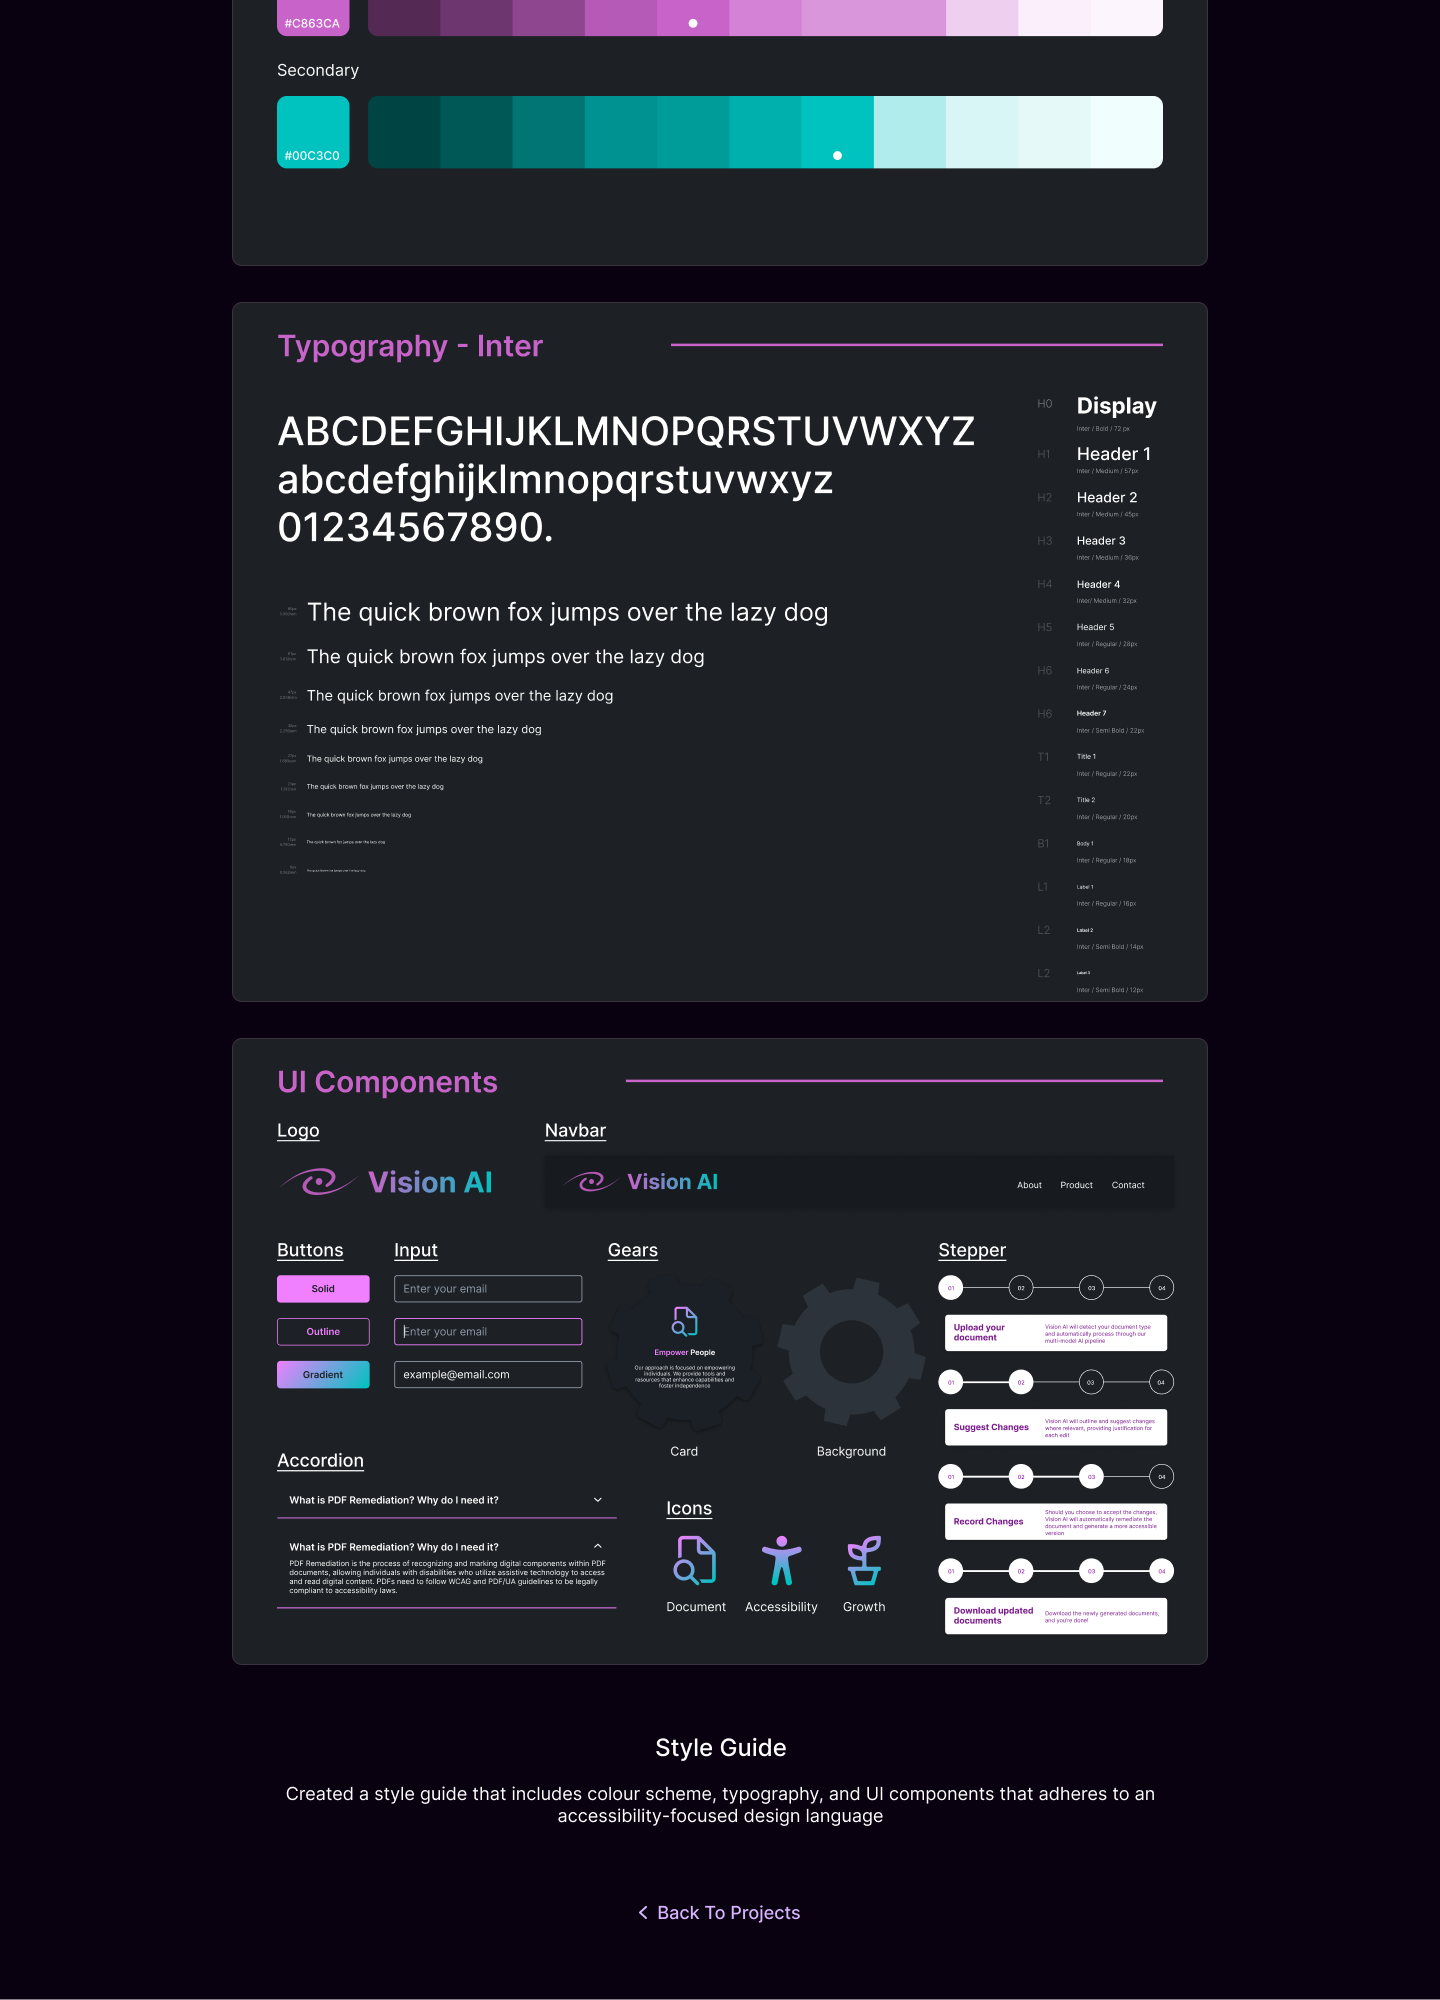 #C863CA
Secondary
#00C3C0
Typography - Inter
ABCDEFGHIJKLMNOPQRSTUVWXYZ
abcdefghijklmnopqrstuvwxyz
01234567890.
The quick brown fox jumps over the lazy dog
The quick brown fox jumps over the lazy dog
The quick brown fox jumps over the lazy dog
The quick brown fox jumps over the lazy dog
The quick brown fox jumps over the lazy dog
The quick brown fox jumps over the lazy dog
The quick brown fox jumps over the lazy dog
The quick brown fox jumps over the lazy dog
The quick brown fox jumps over the lazy dog
H0 Display
Inter / Bold / 72 px
H1 Header 1
Inter / Medium / 57px
H2 Header 2
Inter / Medium / 45px
H3 Header 3
Inter / Medium / 36px
H4 Header 4
Inter/ Medium / 32px
H5 Header 5
Inter / Regular / 28px
H6 Header 6
Inter / Regular / 24px
H6 Header 7
Inter / Semi Bold / 22px
T1 Title 1
Inter / Regular / 22px
T2 Title 2
Inter / Regular / 20px
B1 Body 1
Inter / Regular / 18px
L1 Label 1
Inter / Regular / 16px
L2 Label 2
Inter / Semi Bold / 14px
L2 Label 3
Inter / Semi Bold / 12px
UI Components
Logo
Vision AI
Navbar
Vision AI
About Product Contact
Buttons
Solid
Outline
Gradient
Input
Enter your email
Enter your email
example@email.com
Gears
Empower People
Our approach is focused on empowering
individuals. We provide tools and
resources that enhance capabilities and
foster independence
Card
Background
Stepper
01 02 03 04
Upload your
document
Vision AI will detect your document type
and automatically process through our
multi-model AI pipeline
01 02 03 04
Suggest Changes
Vision AI will outline and suggest changes
where relevant, providing justification for
each edit
01 02 03 04
Record Changes
Should you choose to accept the changes,
Vision AI will automatically remediate the
document and generate a more accessible
version
01 02 03 04
Download updated
documents
Download the newly generated documents,
and you're done!
Accordion
What is PDF Remediation? Why do I need it?
What is PDF Remediation? Why do I need it?
PDF Remediation is the process of recognizing and marking digital components within PDF
documents, allowing individuals with disabilities who utilize assistive technology to access
and read digital content. PDFs need to follow WCAG and PDF/UA guidelines to be legally
compliant to accessibility laws.
Icons
Document Accessibility Growth
Style Guide
Created a style guide that includes colour scheme, typography, and UI components that adheres to an
accessibility-focused design language
Back To Projects